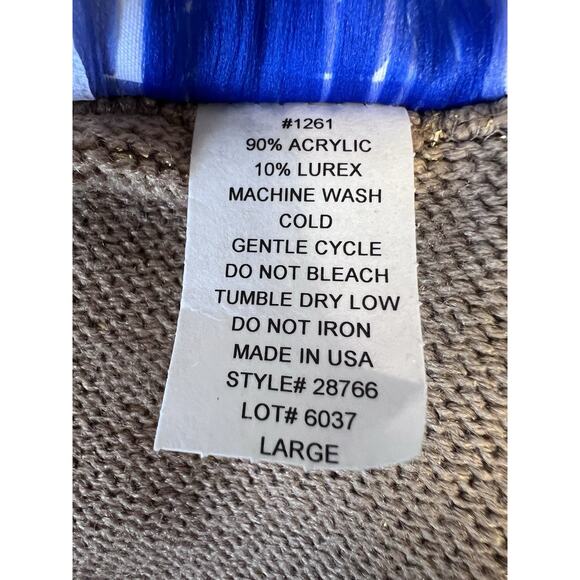 #1261
90% ACRYLIC
10% LUREX
MACHINE WASH
COLD
GENTLE CYCLE
DO NOT BLEACH
TUMBLE DRY LOW
DO NOT IRON
MADE IN USA
STYLE# 28766
LOT# 6037
LARGE